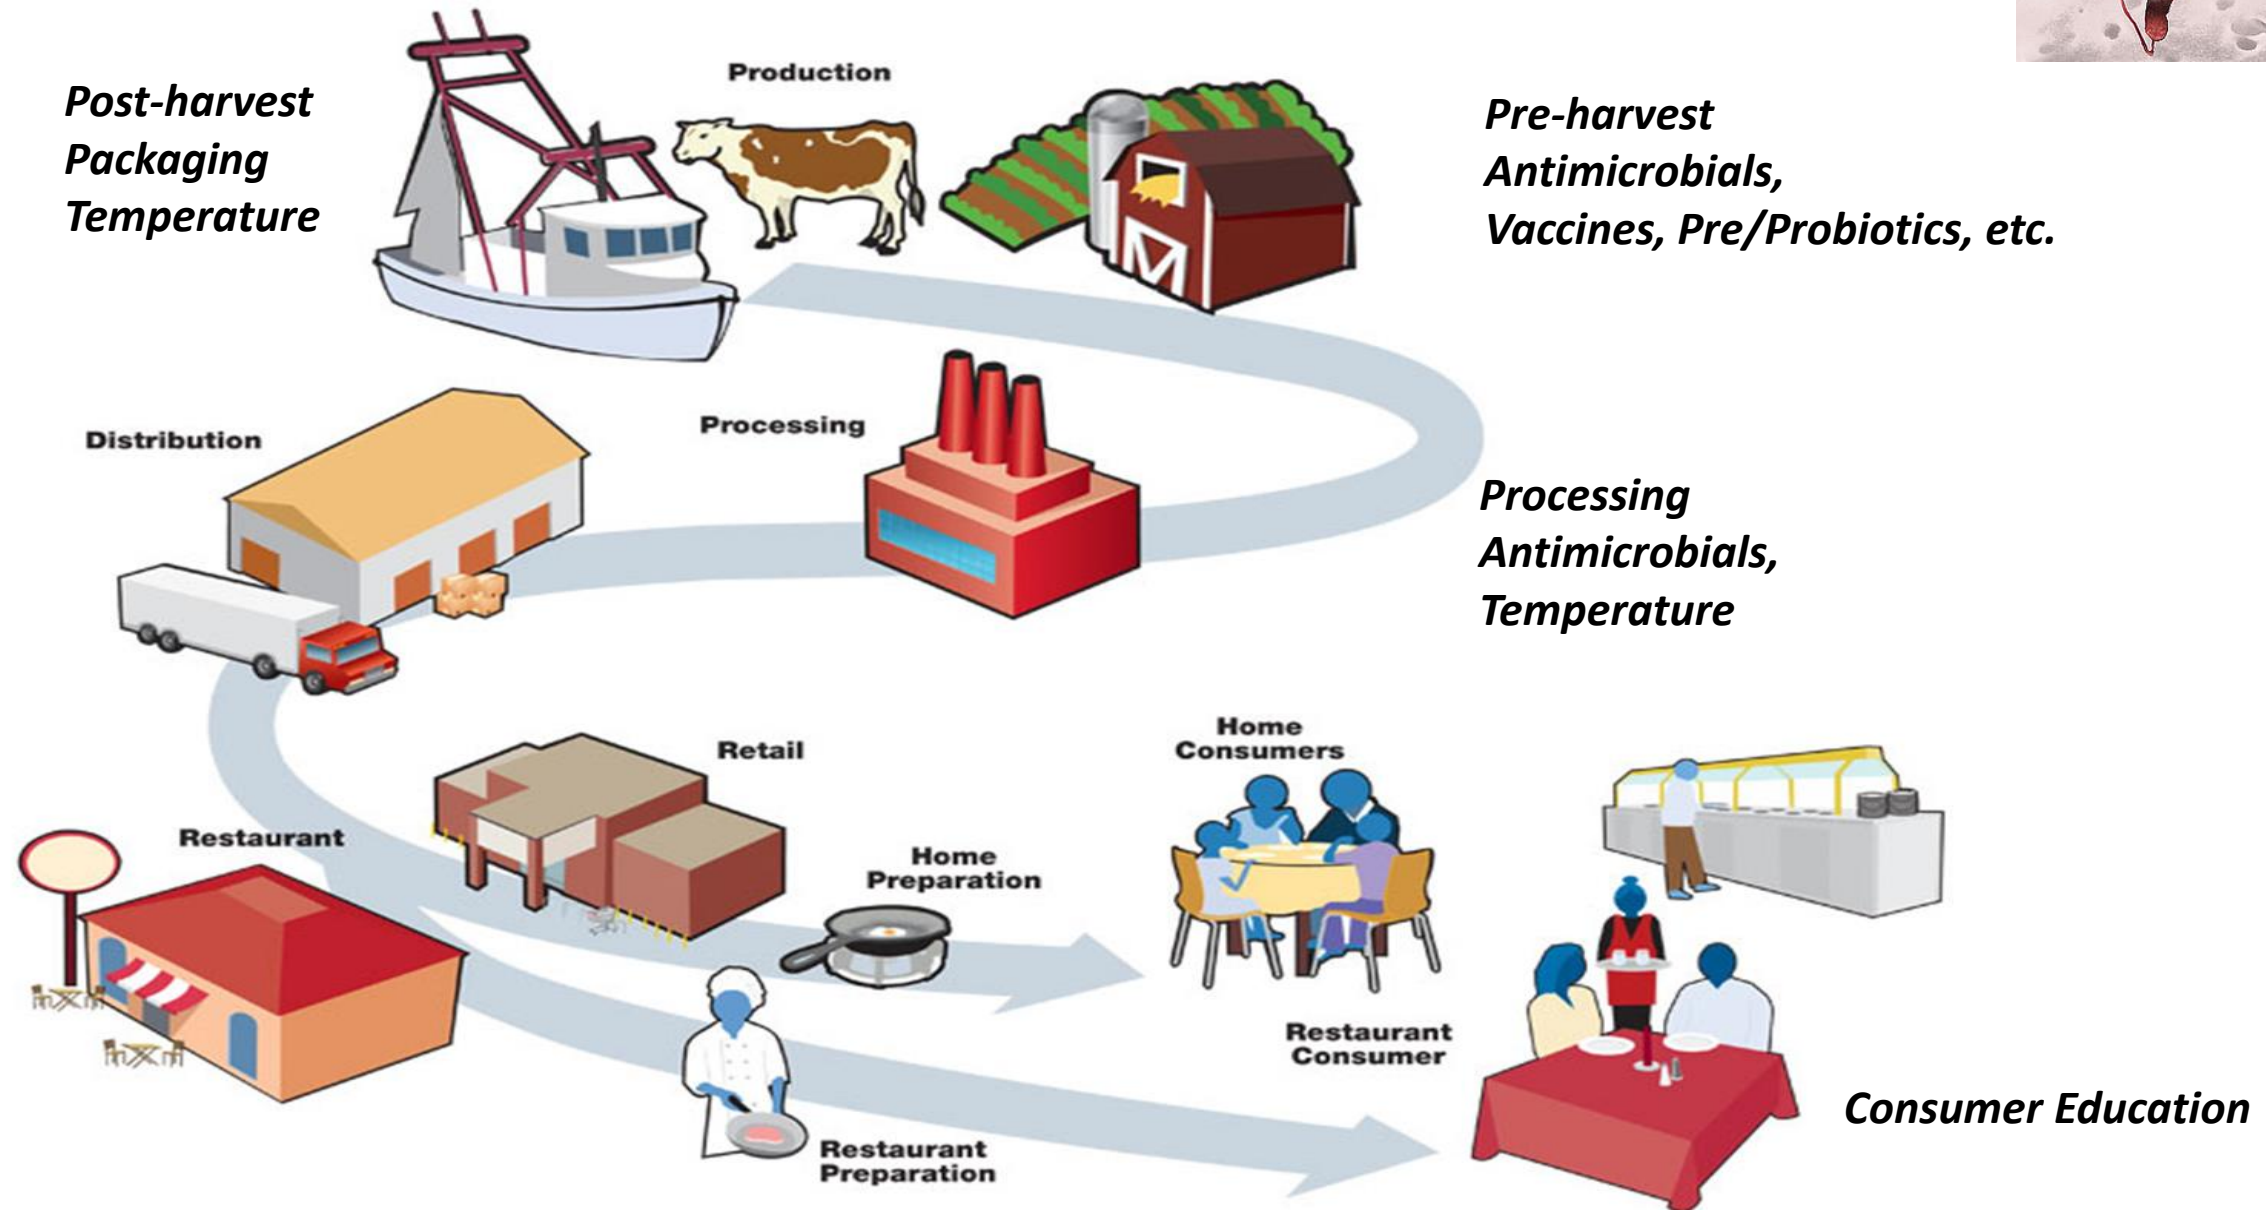 Production
Post-harvest
Packaging
Temperature
Pre-harvest
Antimicrobials,
Vaccines, Pre/Probiotics, etc.
Distribution
Processing
Processing
Antimicrobials,
Temperature
Retail
Home
Consumers
Restaurant
Home
Preparation
Restaurant
Consumer
Consumer Education
Restaurant
Preparation